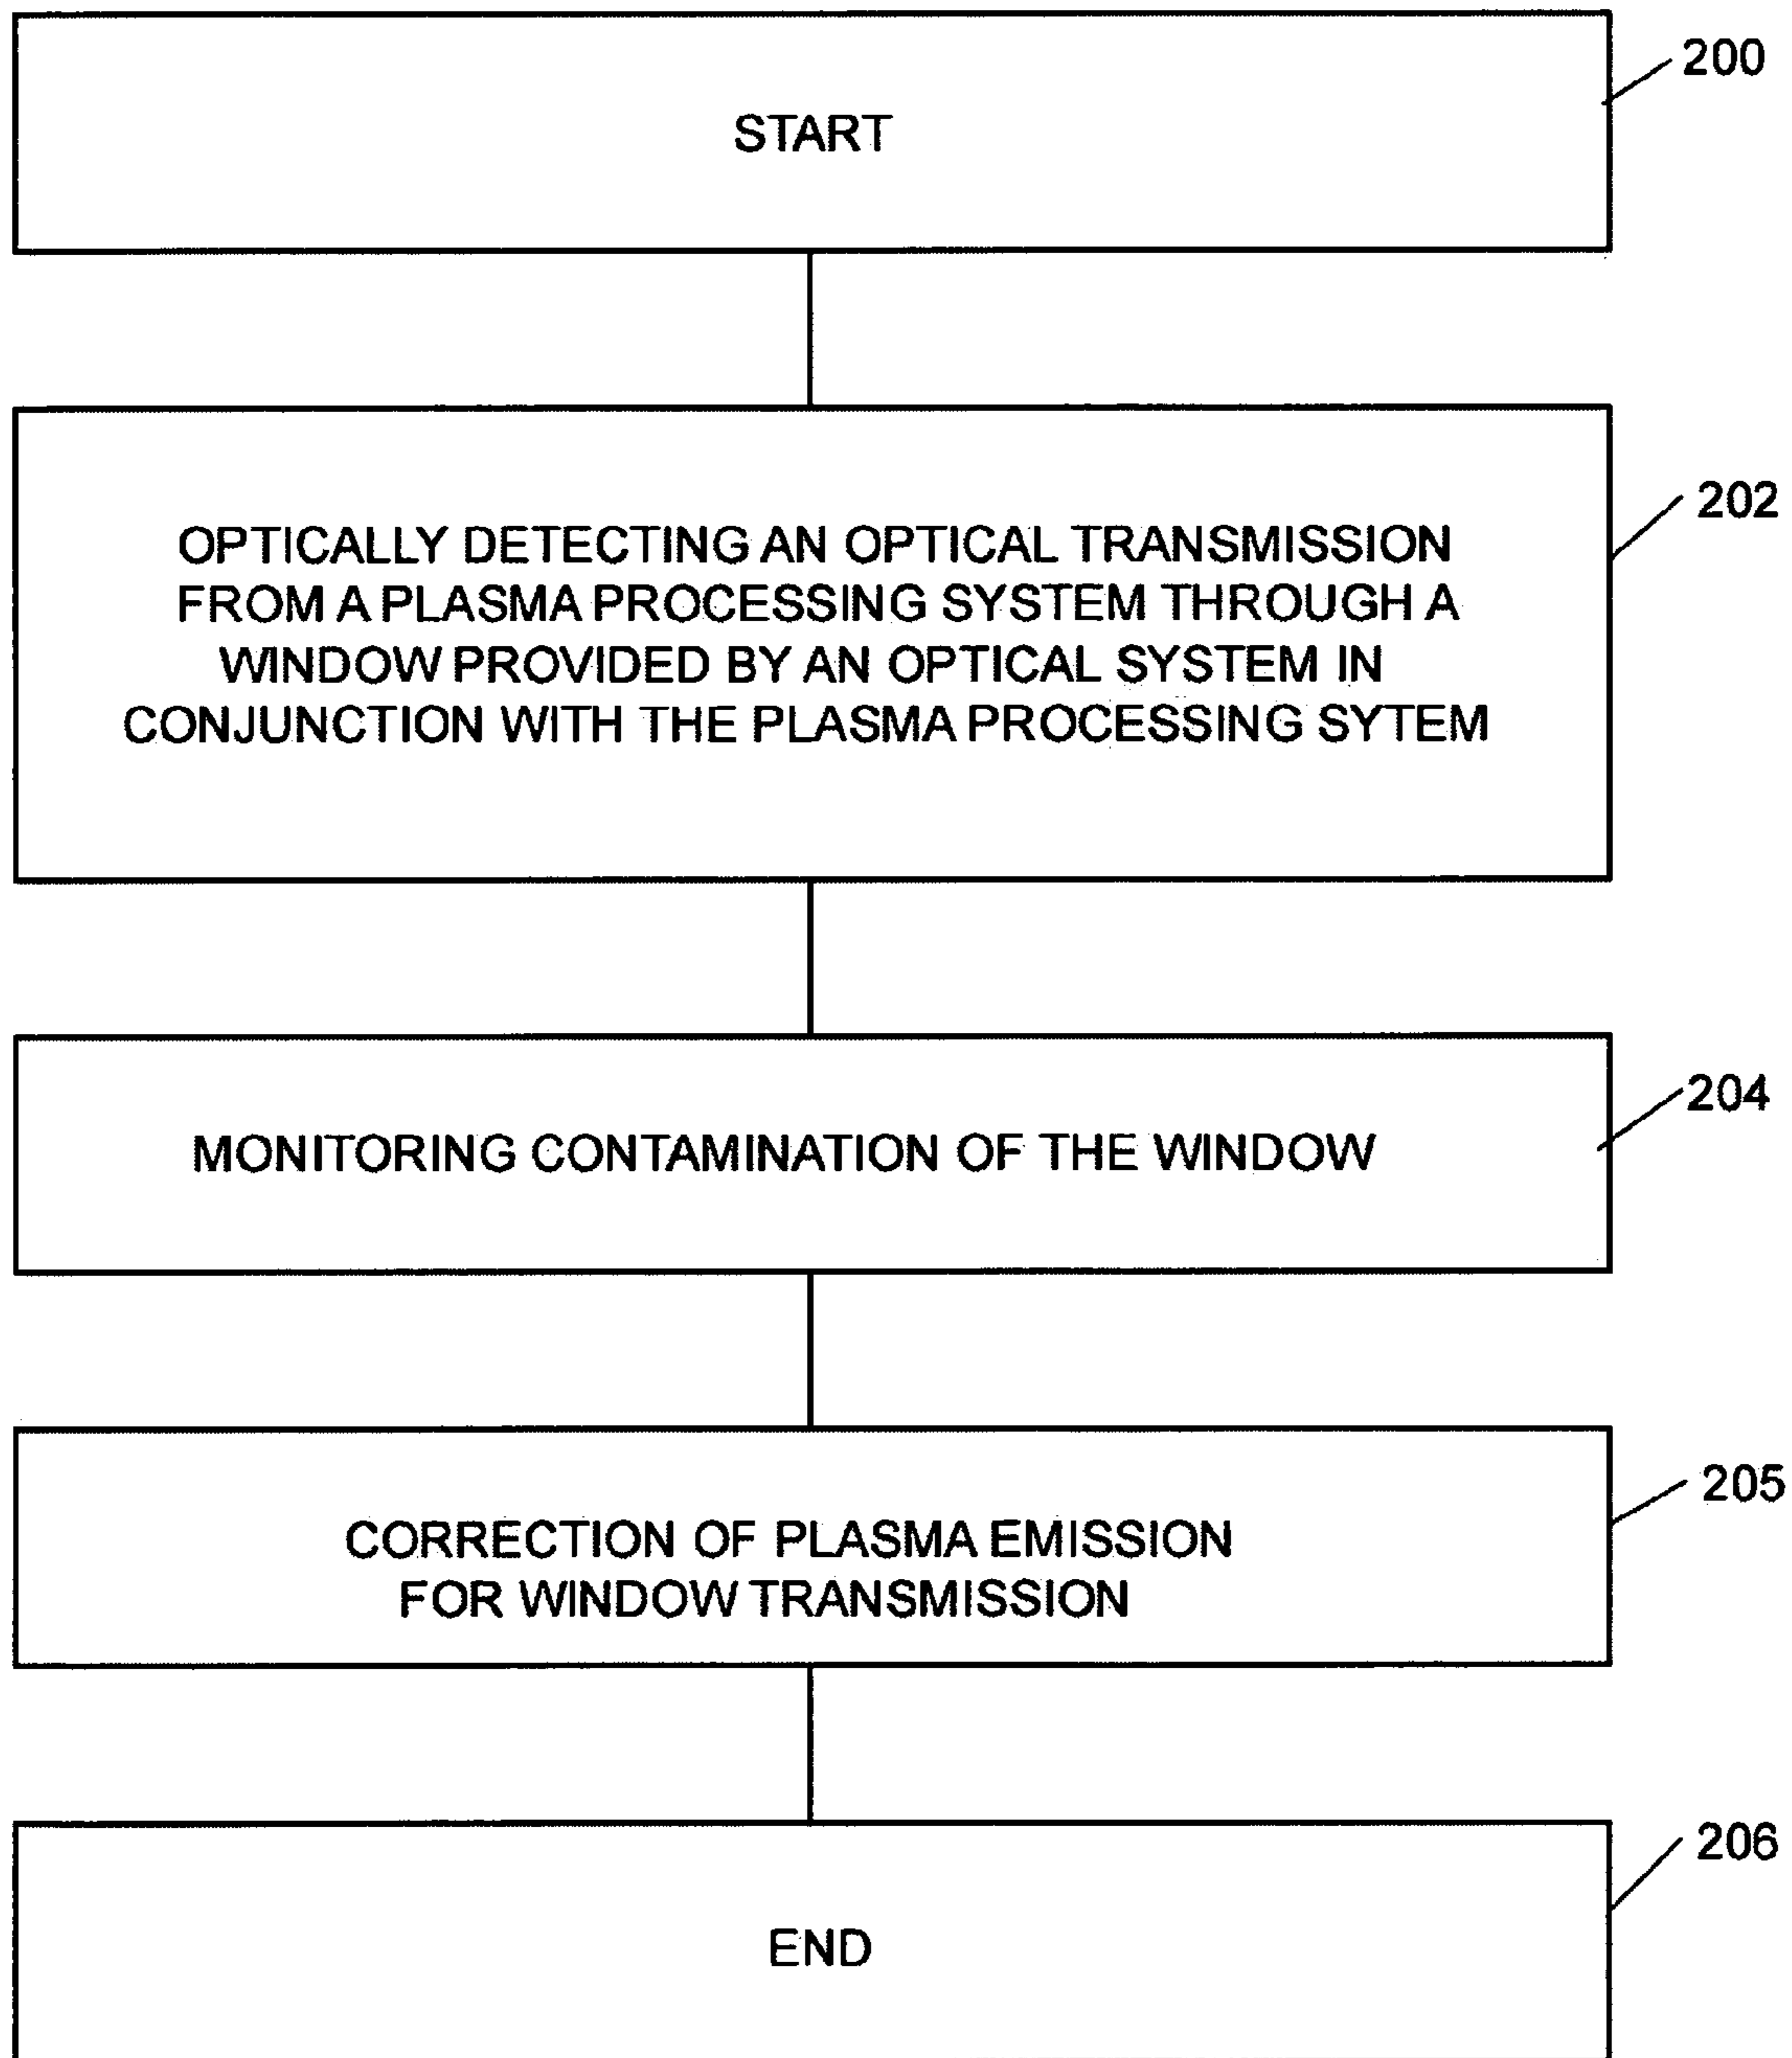 START
200
OPTICALLY DETECTING AN OPTICAL TRANSMISSION
FROM A PLASMA PROCESSING SYSTEM THROUGH A
WINDOW PROVIDED BY AN OPTICAL SYSTEM IN
CONJUNCTION WITH THE PLASMA PROCESSING SYTEM
202
MONITORING CONTAMINATION OF THE WINDOW
204
CORRECTION OF PLASMA EMISSION
FOR WINDOW TRANSMISSION
205
END
206